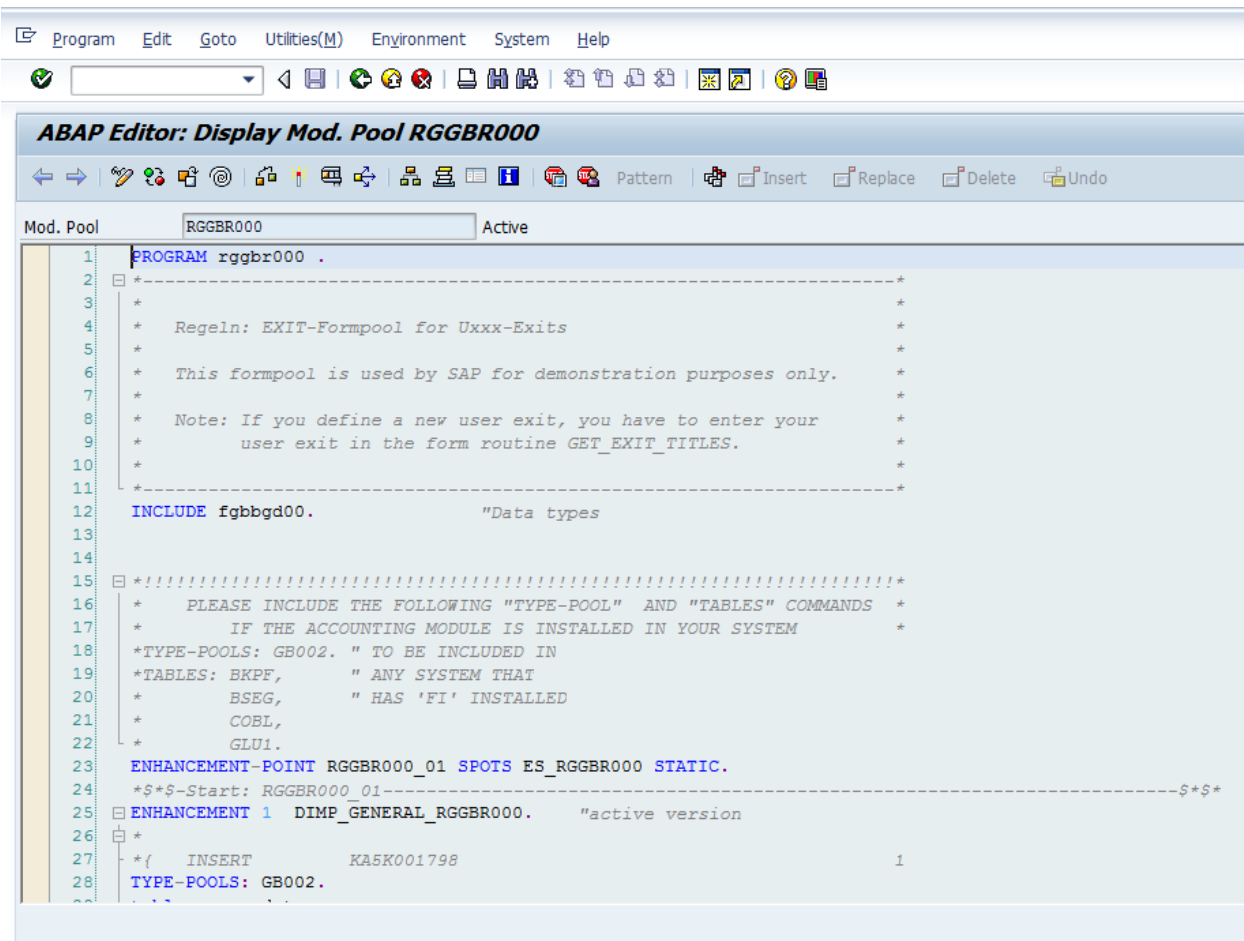 Program Edit Goto Utilities(M) Environment System Help
ABAP Editor: Display Mod. Pool RGGBR000
Pattern Insert Replace Delete Undo
Mod. Pool RGGBR000 Active
1 PROGRAM rggbr000 .
2 *---------------------------------------------------------------------*
3 * *
4 * Regeln: EXIT-Formpool for Uxxx-Exits *
5 * *
6 * This formpool is used by SAP for demonstration purposes only. *
7 * *
8 * Note: If you define a new user exit, you have to enter your *
9 * user exit in the form routine GET_EXIT_TITLES. *
10 * *
11 *---------------------------------------------------------------------*
12 INCLUDE fgbbgd00. "Data types
13
14
15 *!!!!!!!!!!!!!!!!!!!!!!!!!!!!!!!!!!!!!!!!!!!!!!!!!!!!!!!!!!!!!!!!!!!!!*
16 * PLEASE INCLUDE THE FOLLOWING "TYPE-POOL" AND "TABLES" COMMANDS *
17 * IF THE ACCOUNTING MODULE IS INSTALLED IN YOUR SYSTEM *
18 *TYPE-POOLS: GB002. " TO BE INCLUDED IN
19 *TABLES: BKPF, " ANY SYSTEM THAT
20 * BSEG, " HAS 'FI' INSTALLED
21 * COBL,
22 * GLU1.
23 ENHANCEMENT-POINT RGGBR000_01 SPOTS ES_RGGBR000 STATIC.
24 *$*$-Start: RGGBR000_01-------------------------------------------------------------------------$*$*
25 ENHANCEMENT 1 DIMP_GENERAL_RGGBR000. "active version
26 *
27 *{ INSERT KA5K001798 1
28 TYPE-POOLS: GB002.